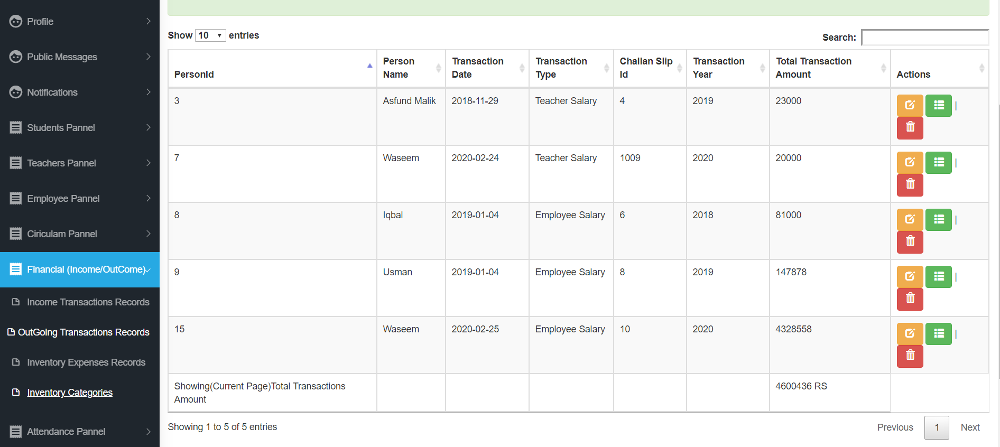 Profile
Public Messages
Notifications
Students Pannel
Teachers Pannel
Employee Pannel
Ciriculam Pannel
Financial (Income/OutCome)
Income Transactions Records
OutGoing Transactions Records
Inventory Expenses Records
Inventory Categories
Attendance Pannel
Show 10 entries
Search:
PersonId
Person Name
Transaction Date
Transaction Type
Challan Slip Id
Transaction Year
Total Transaction Amount
Actions
3 Asfund Malik 2018-11-29 Teacher Salary 4 2019 23000 |
7 Waseem 2020-02-24 Teacher Salary 1009 2020 20000 |
8 Iqbal 2019-01-04 Employee Salary 6 2018 81000 |
9 Usman 2019-01-04 Employee Salary 8 2019 147878 |
15 Waseem 2020-02-25 Employee Salary 10 2020 4328558 |
Showing(Current Page)Total Transactions
Amount
4600436 RS
Showing 1 to 5 of 5 entries
Previous 1 Next